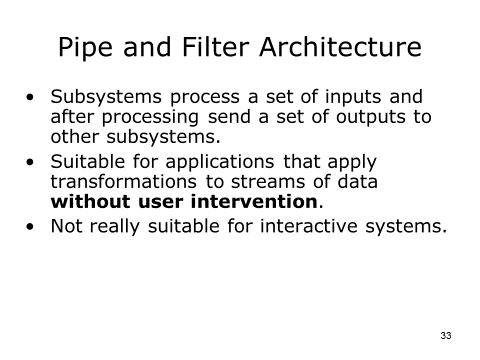 Pipe and Filter Architecture
• Subsystems process a set of inputs and
after processing send a set of outputs to
other subsystems.
• Suitable for applications that apply
transformations to streams of data
without user intervention.
• Not really suitable for interactive systems.
33